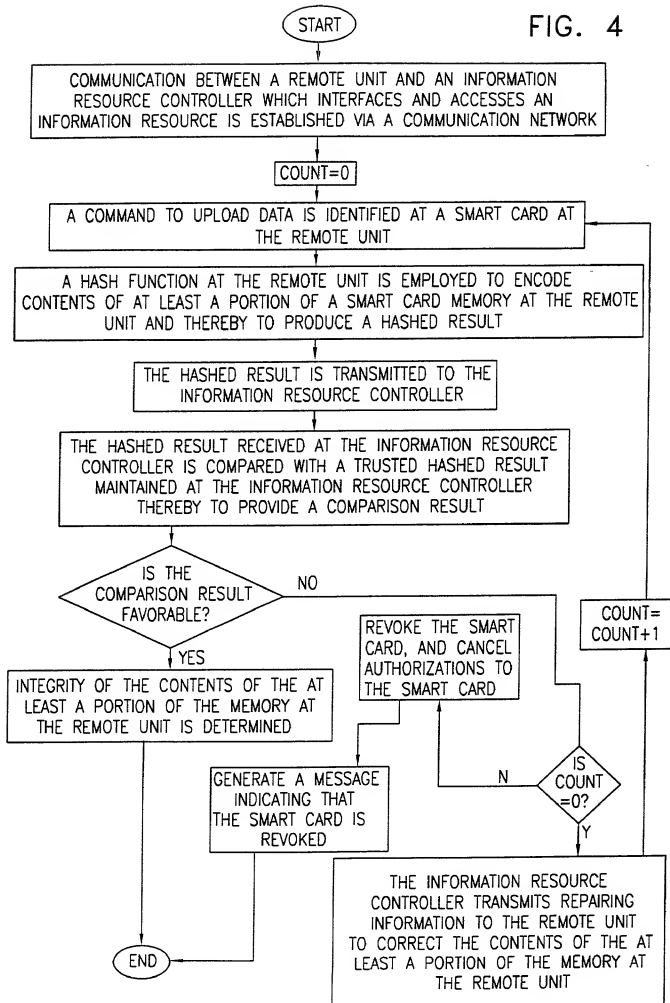 FIG. 4
START
COMMUNICATION BETWEEN A REMOTE UNIT AND AN INFORMATION
RESOURCE CONTROLLER WHICH INTERFACES AND ACCESSES AN
INFORMATION RESOURCE IS ESTABLISHED VIA A COMMUNICATION NETWORK
COUNT=0
A COMMAND TO UPLOAD DATA IS IDENTIFIED AT A SMART CARD AT
THE REMOTE UNIT
A HASH FUNCTION AT THE REMOTE UNIT IS EMPLOYED TO ENCODE
CONTENTS OF AT LEAST A PORTION OF A SMART CARD MEMORY AT THE REMOTE
UNIT AND THEREBY TO PRODUCE A HASHED RESULT
THE HASHED RESULT IS TRANSMITTED TO THE
INFORMATION RESOURCE CONTROLLER
THE HASHED RESULT RECEIVED AT THE INFORMATION RESOURCE
CONTROLLER IS COMPARED WITH A TRUSTED HASHED RESULT
MAINTAINED AT THE INFORMATION RESOURCE CONTROLLER
THEREBY TO PROVIDE A COMPARISON RESULT
IS THE
COMPARISON RESULT
FAVORABLE?
NO
YES
INTEGRITY OF THE CONTENTS OF THE AT
LEAST A PORTION OF THE MEMORY AT
THE REMOTE UNIT IS DETERMINED
REVOKE THE SMART
CARD, AND CANCEL
AUTHORIZATIONS TO
THE SMART CARD
COUNT=
COUNT+1
GENERATE A MESSAGE
INDICATING THAT
THE SMART CARD IS
REVOKED
N
IS
COUNT
=0?
Y
THE INFORMATION RESOURCE
CONTROLLER TRANSMITS REPAIRING
INFORMATION TO THE REMOTE UNIT
TO CORRECT THE CONTENTS OF THE AT
LEAST A PORTION OF THE MEMORY AT
THE REMOTE UNIT
END